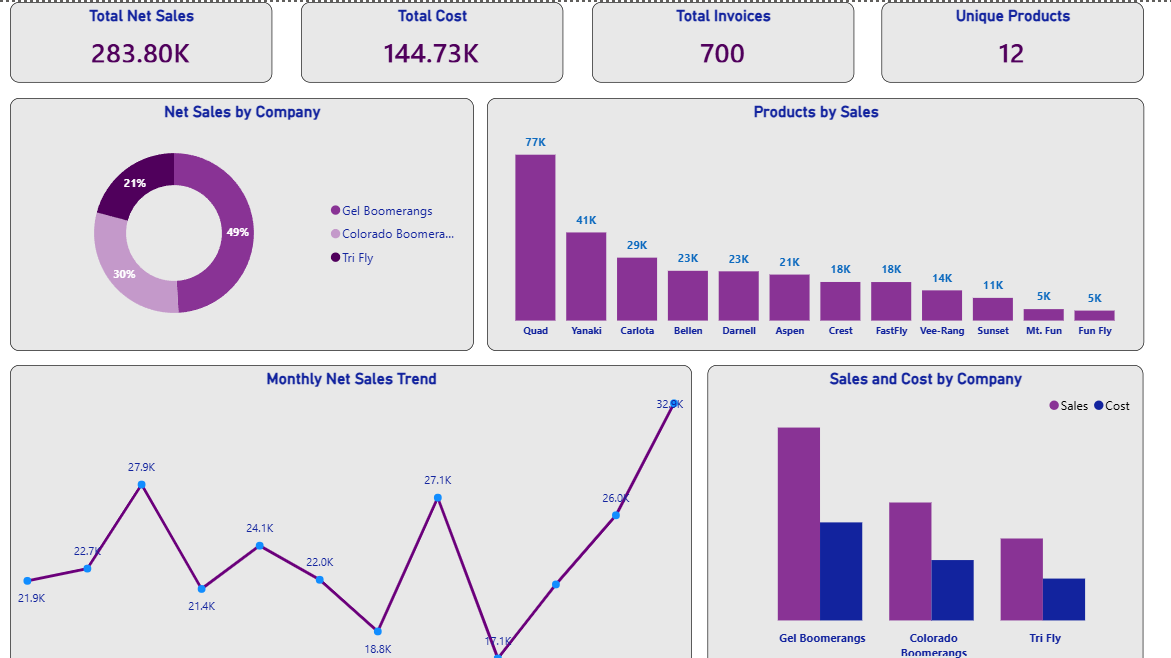 Total Net Sales
283.80K
Total Cost
144.73K
Total Invoices
700
Unique Products
12
Net Sales by Company
21%
49%
30%
Gel Boomerangs
Colorado Boomera...
Tri Fly
Products by Sales
77K
41K
29K
23K
23K
21K
18K
18K
14K
11K
5K
5K
Quad
Yanaki
Carlota
Bellen
Darnell
Aspen
Crest
FastFly
Vee-Rang
Sunset
Mt. Fun
Fun Fly
Monthly Net Sales Trend
21.9K
22.7K
27.9K
21.4K
24.1K
22.0K
18.8K
27.1K
17.1K
26.0K
Sales and Cost by Company
Sales
Cost
Gel Boomerangs
Colorado
Boomerangs
Tri Fly